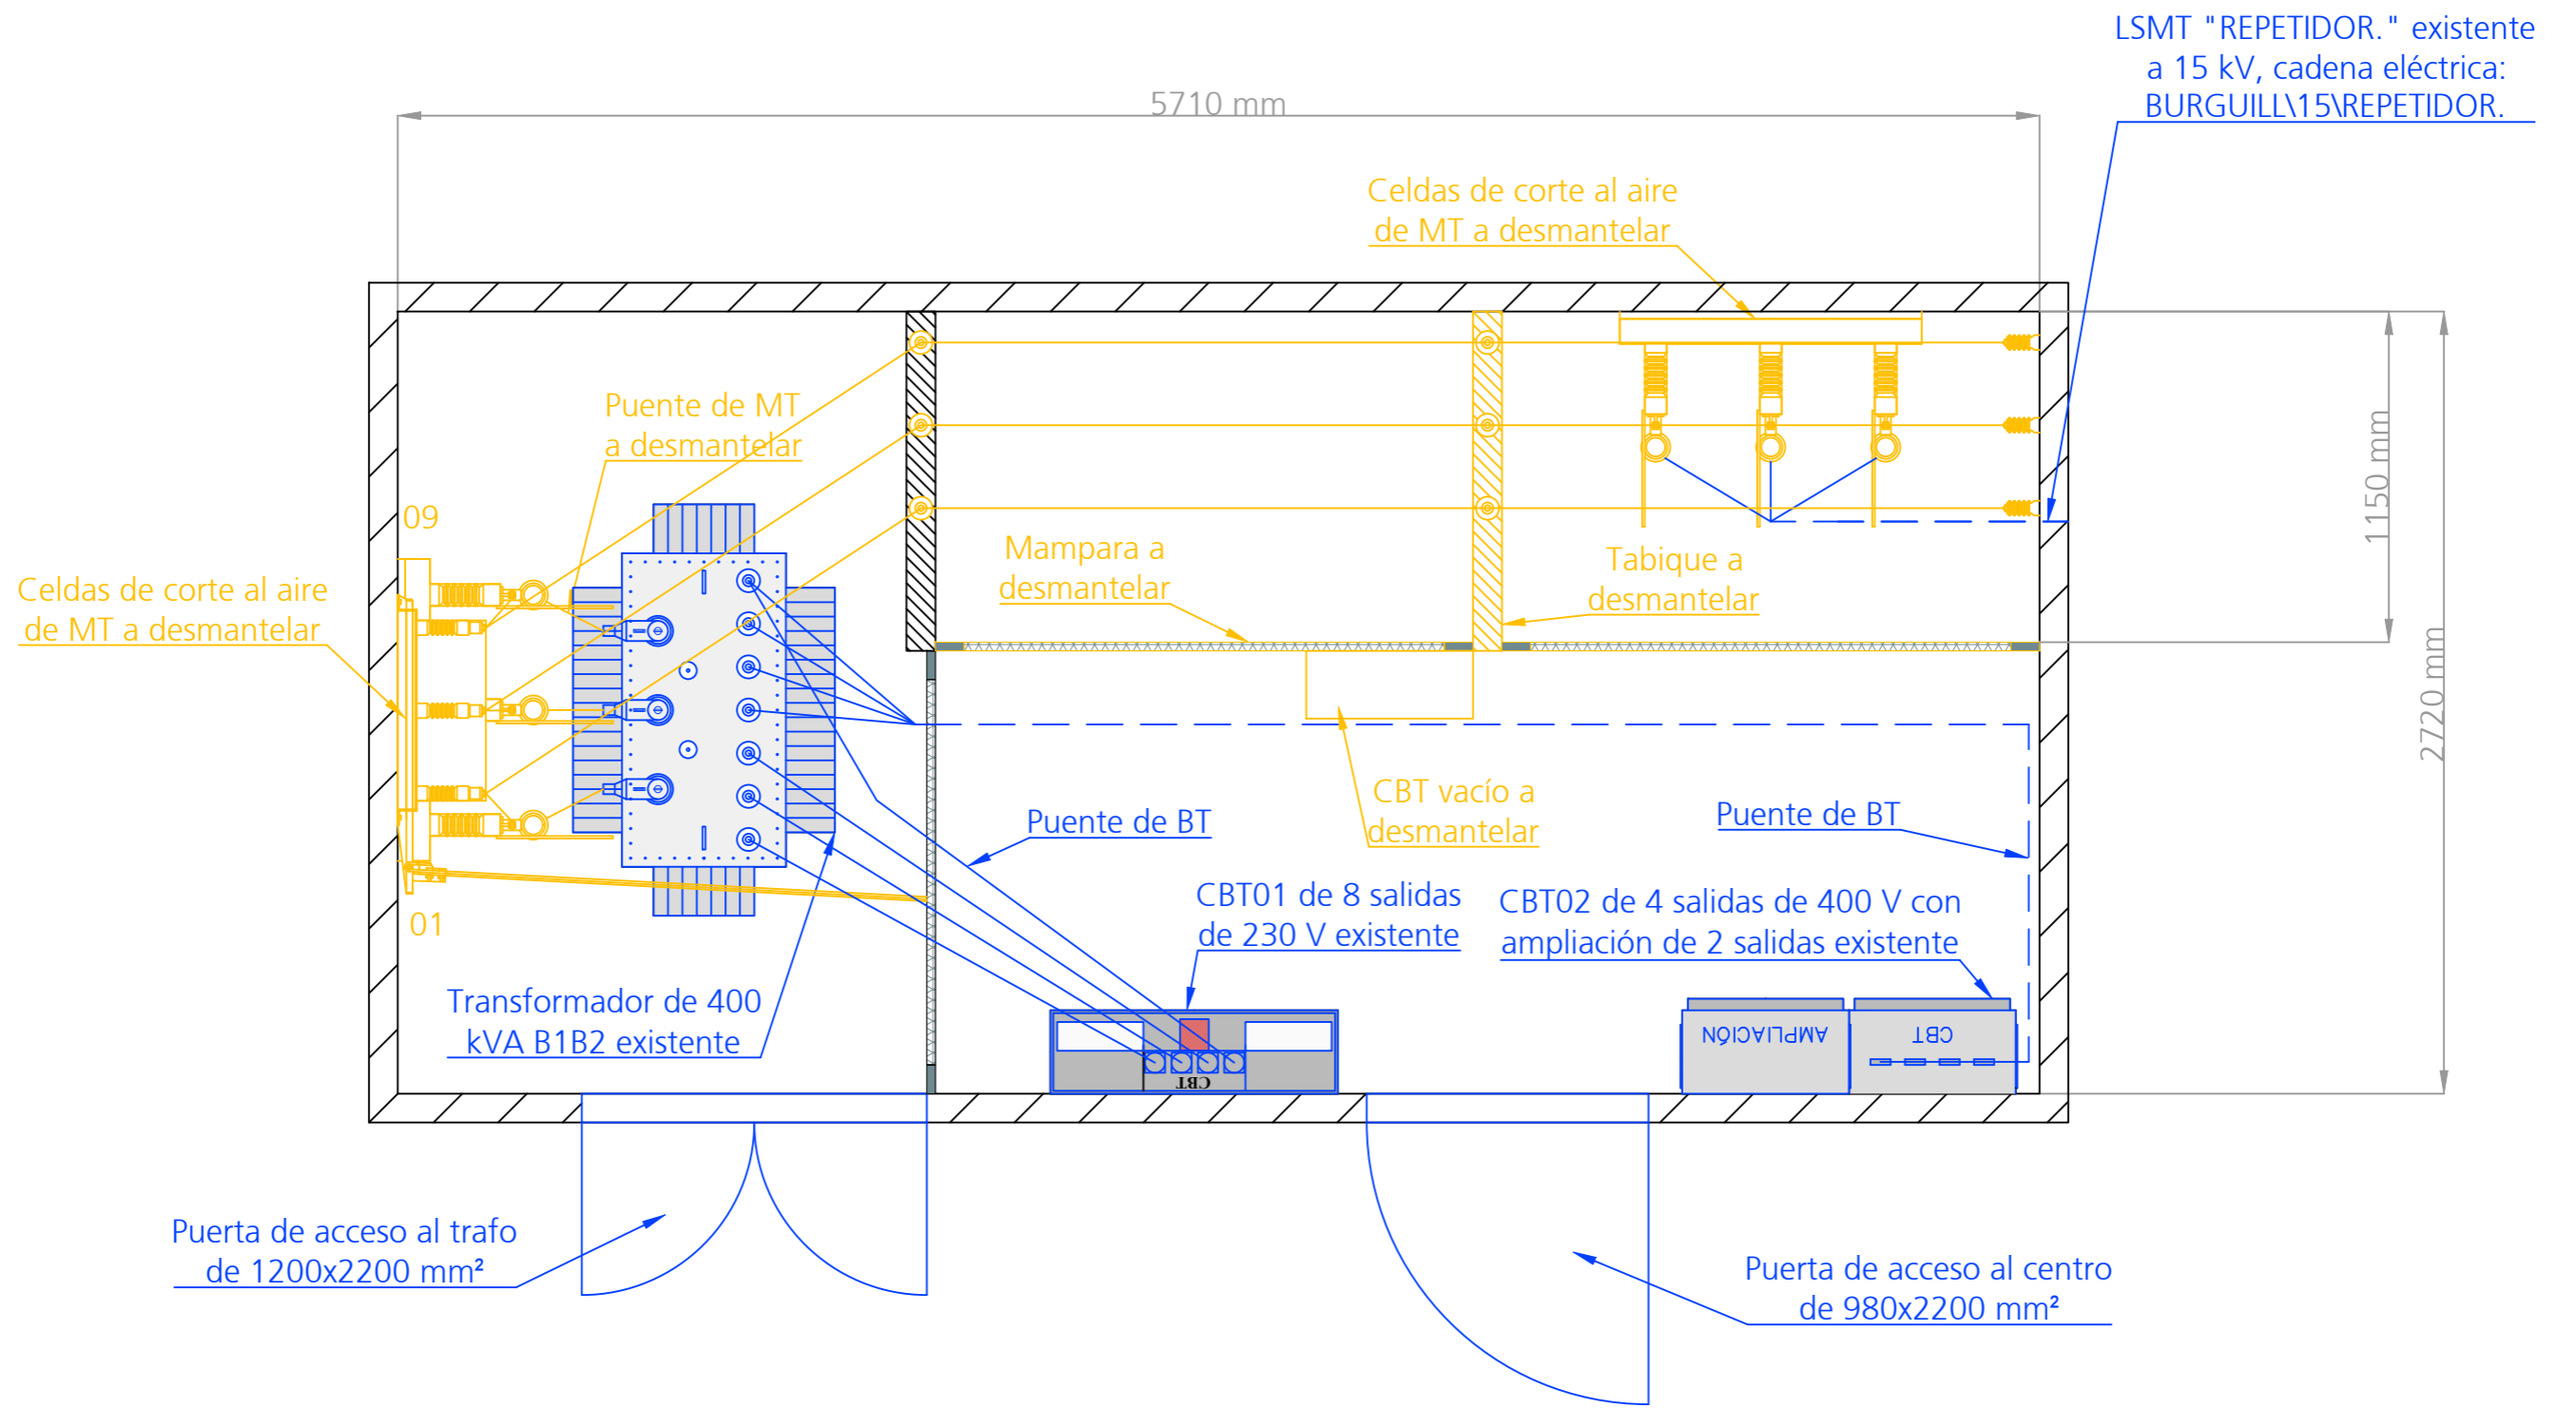 LSMT "REPETIDOR." existente
a 15 kV, cadena eléctrica:
BURGUILL\15\REPETIDOR.
5710 mm
Celdas de corte al aire
de MT a desmantelar
Puente de MT
a desmantelar
1150 mm
09
Mampara a
desmantelar
Tabique a
desmantelar
Celdas de corte al aire
de MT a desmantelar
2720 mm
CBT vacío a
desmantelar
Puente de BT
Puente de BT
01
CBT01 de 8 salidas
de 230 V existente
CBT02 de 4 salidas de 400 V con
ampliación de 2 salidas existente
Transformador de 400
kVA B1B2 existente
AMPLIACIÓN
CBT
CBT
Puerta de acceso al trafo
de 1200x2200 mm²
Puerta de acceso al centro
de 980x2200 mm²